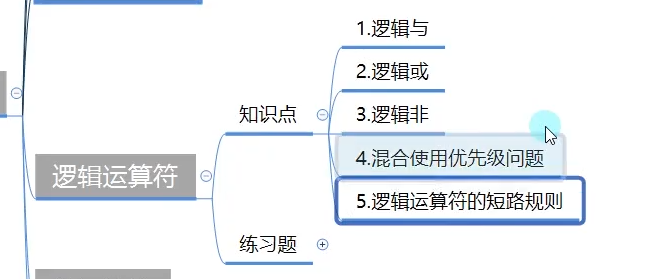 1.逻辑与
2.逻辑或
知识点
3.逻辑非
4.混合使用优先级问题
逻辑运算符
5.逻辑运算符的短路规则
练习题